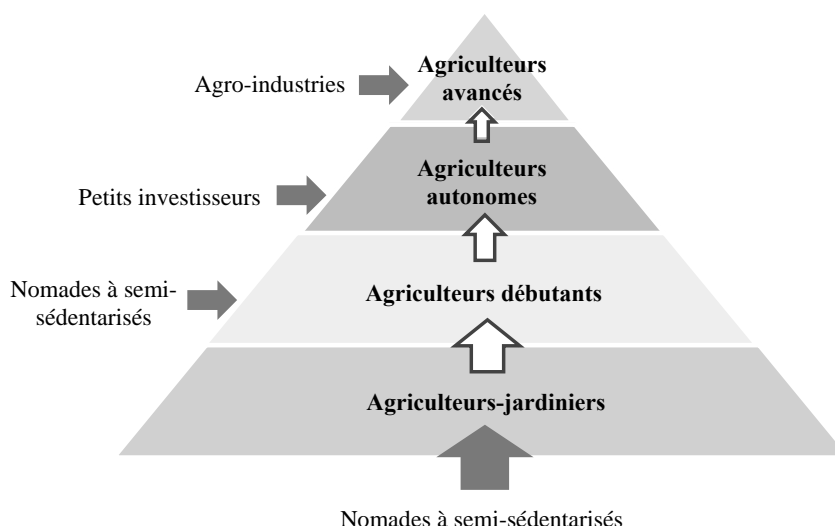 Agriculteurs
avancés
Agro-industries
Agriculteurs
autonomes
Petits investisseurs
Agriculteurs débutants
Nomades à semi-
sédentarisés
Agriculteurs-jardiniers
Nomades à semi-sédentarisés